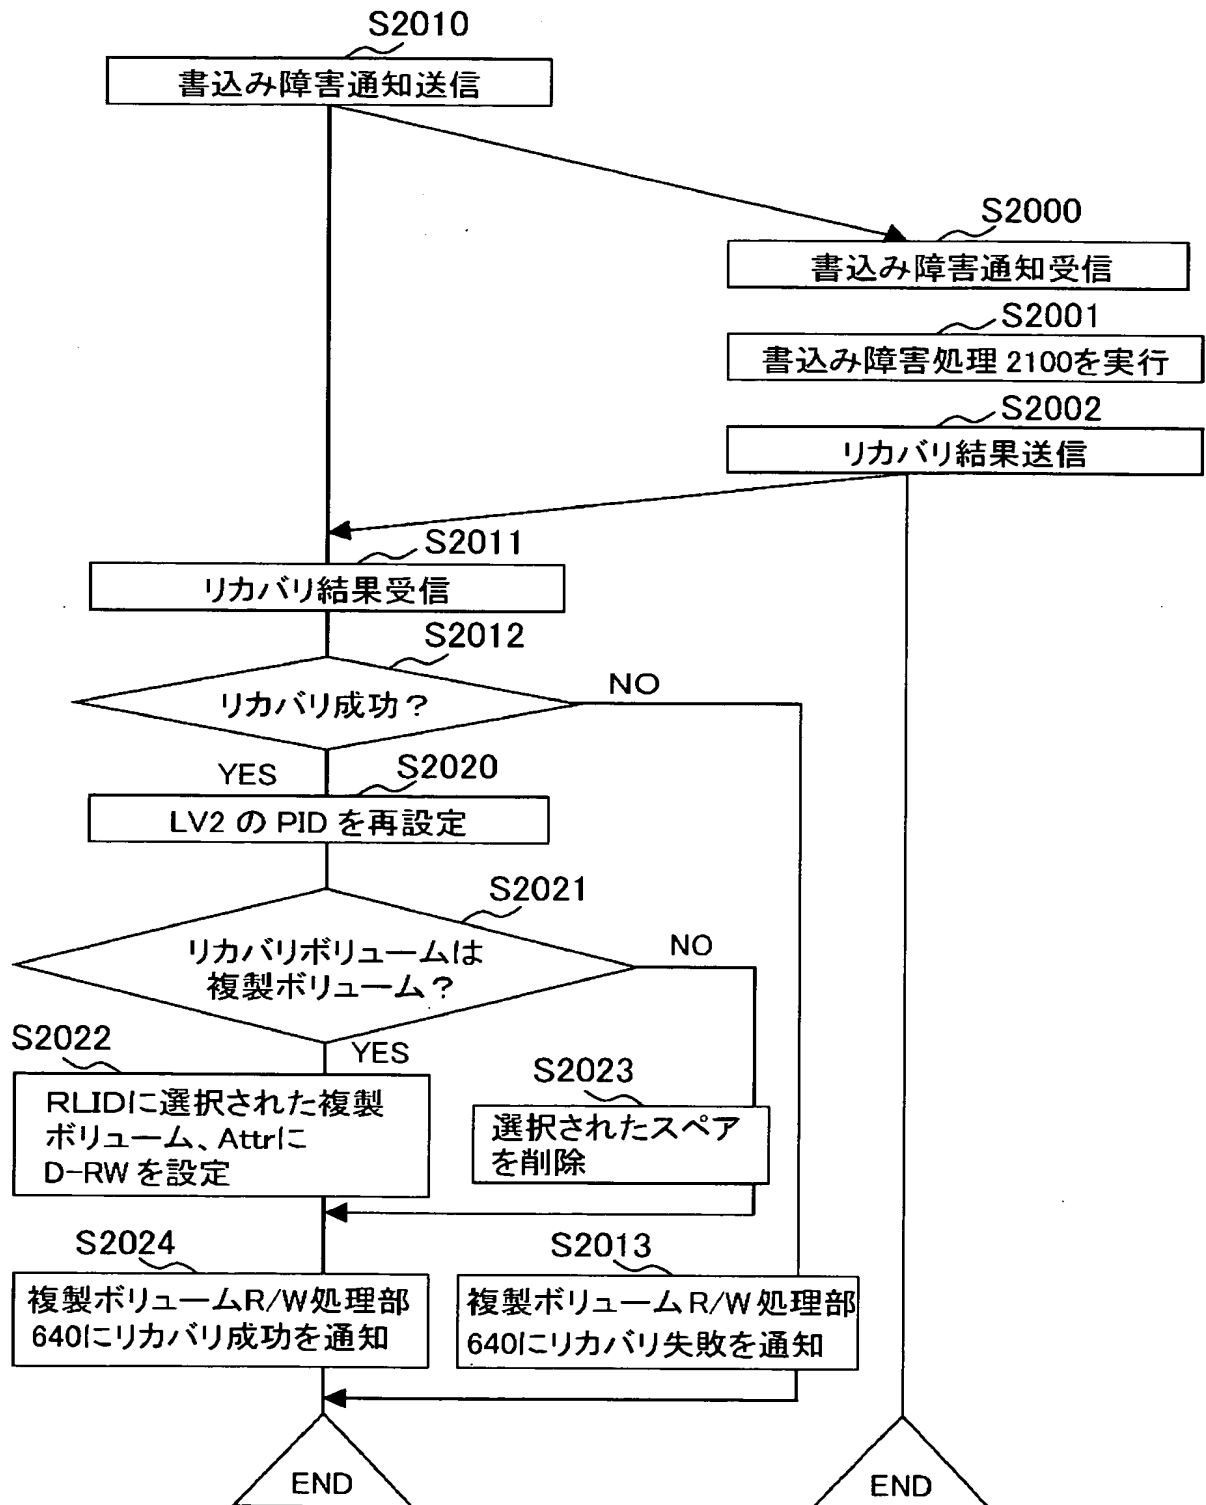 S2010
書込み障害通知送信
S2000
書込み障害通知受信
S2001
書込み障害処理 2100を実行
S2002
リカバリ結果送信
S2011
リカバリ結果受信
S2012
リカバリ成功？
NO
YES
S2020
LV2 の PID を再設定
S2021
リカバリボリュームは
複製ボリューム？
NO
YES
S2022
RLIDに選択された複製
ボリューム、Attrに
D-RW を設定
S2023
選択されたスペア
を削除
S2024
複製ボリュームR/W処理部
640にリカバリ成功を通知
S2013
複製ボリュームR/W処理部
640にリカバリ失敗を通知
END
END